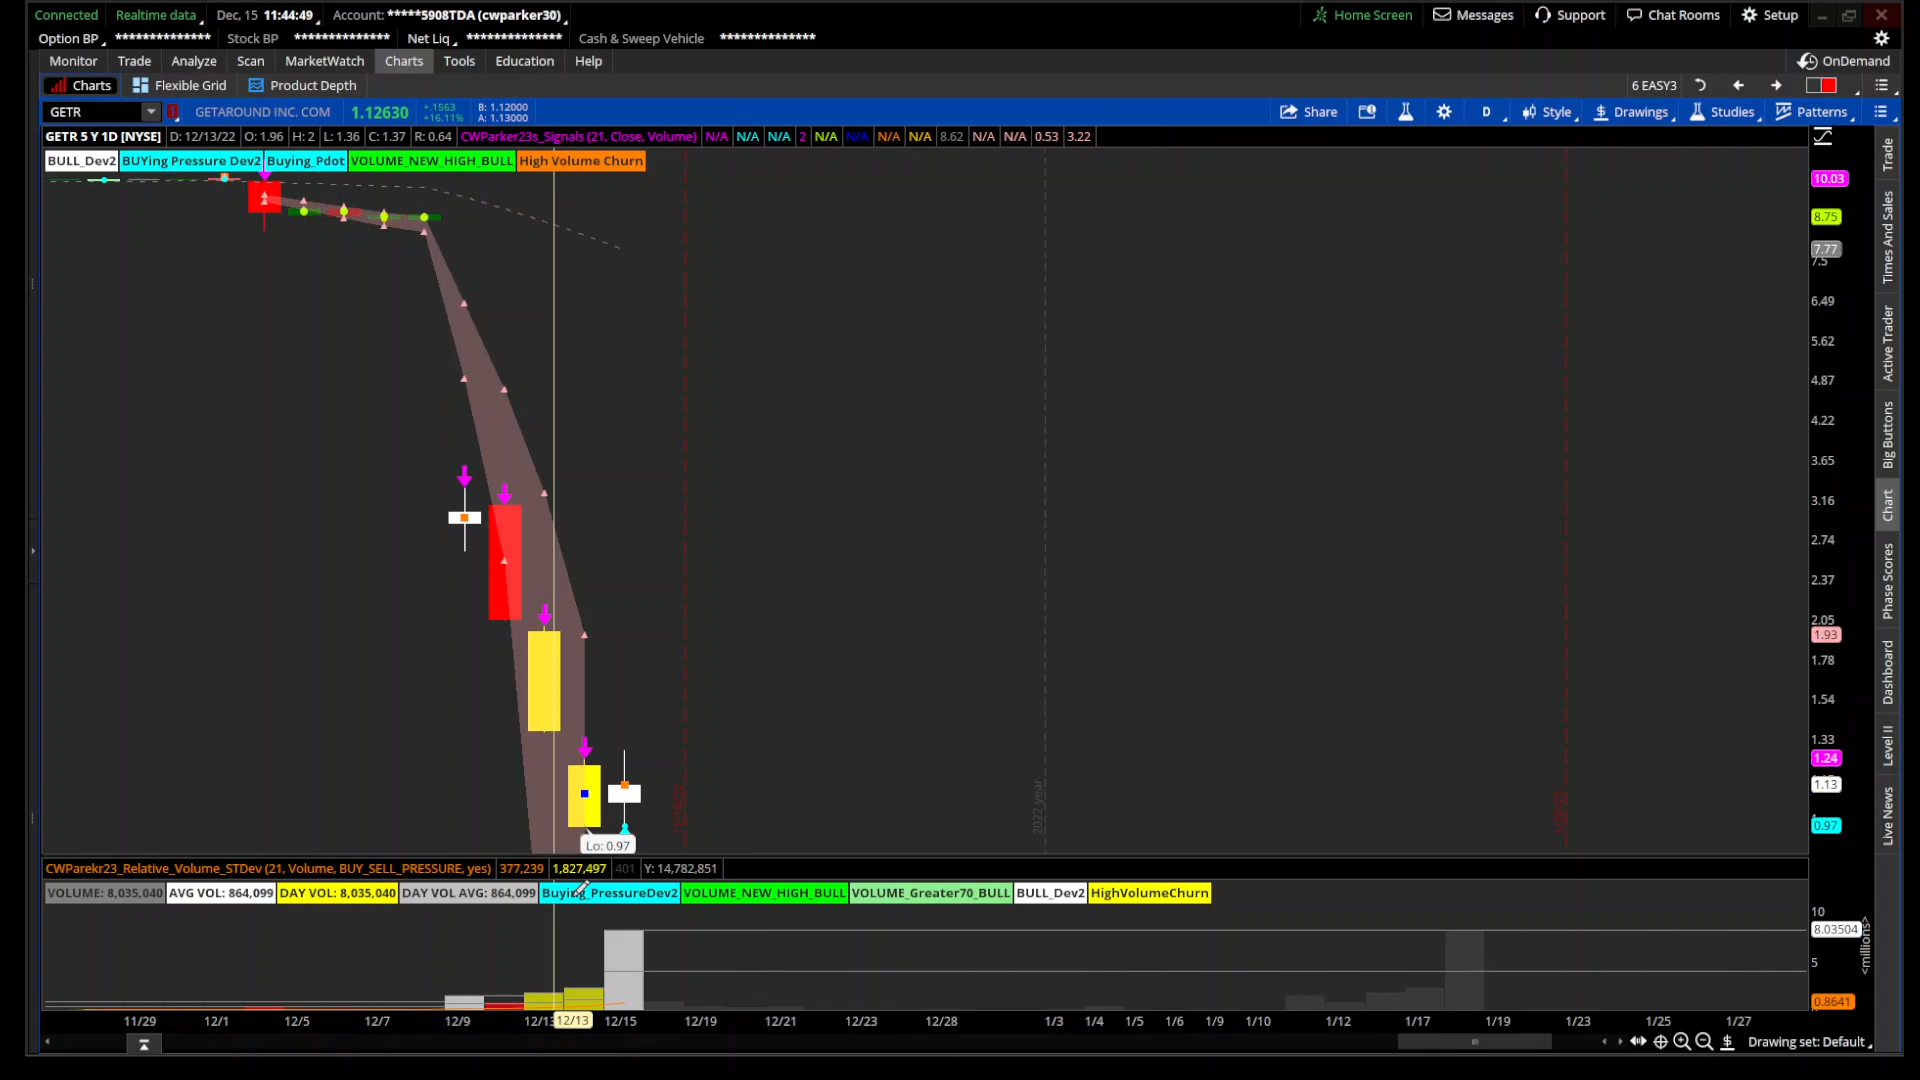 Connected Realtime data Dec, 15 11:44:49 Account: *****5908TDA (cwparker30) Home Screen Messages Support Chat Rooms Setup
Option BP ************** Stock BP ************** Net Liq ************** Cash & Sweep Vehicle **************
Monitor Trade Analyze Scan MarketWatch Charts Tools Education Help OnDemand
Charts Flexible Grid Product Depth 6 EASY3
GETR GETAROUND INC. COM 1.12630 +.1563 +16.11% B: 1.12000 A: 1.13000 Share D Style Drawings Studies Patterns
GETR 5 Y 1D [NYSE] D: 12/13/22 O: 1.96 H: 2 L: 1.36 C: 1.37 R: 0.64 CWParker23s_Signals (21, Close, Volume) N/A N/A N/A 2 N/A N/A N/A N/A 8.62 N/A N/A 0.53 3.22
BULL_Dev2 BUYing Pressure Dev2 Buying_Pdot VOLUME_NEW_HIGH_BULL High Volume Churn
10.03
8.75
7.77
7.5
6.49
5.62
4.87
4.22
3.65
3.16
2.74
2.37
2.05
1.93
1.78
1.54
1.33
1.24
1.13
0.97
2022 year
Lo: 0.97
CWParekr23_Relative_Volume_STDev (21, Volume, BUY_SELL_PRESSURE, yes) 377,239 1,827,497 401 Y: 14,782,851
VOLUME: 8,035,040 AVG VOL: 864,099 DAY VOL: 8,035,040 DAY VOL AVG: 864,099 Buying_PressureDev2 VOLUME_NEW_HIGH_BULL VOLUME_Greater70_BULL BULL_Dev2 HighVolumeChurn
10
8.03504
5
0.8641
<millions>
11/29 12/1 12/5 12/7 12/9 12/13 12/13 12/15 12/19 12/21 12/23 12/28 1/3 1/4 1/5 1/6 1/9 1/10 1/12 1/17 1/19 1/23 1/25 1/27
Drawing set: Default
Trade
Times And Sales
Active Trader
Big Buttons
Chart
Phase Scores
Dashboard
Level II
Live News